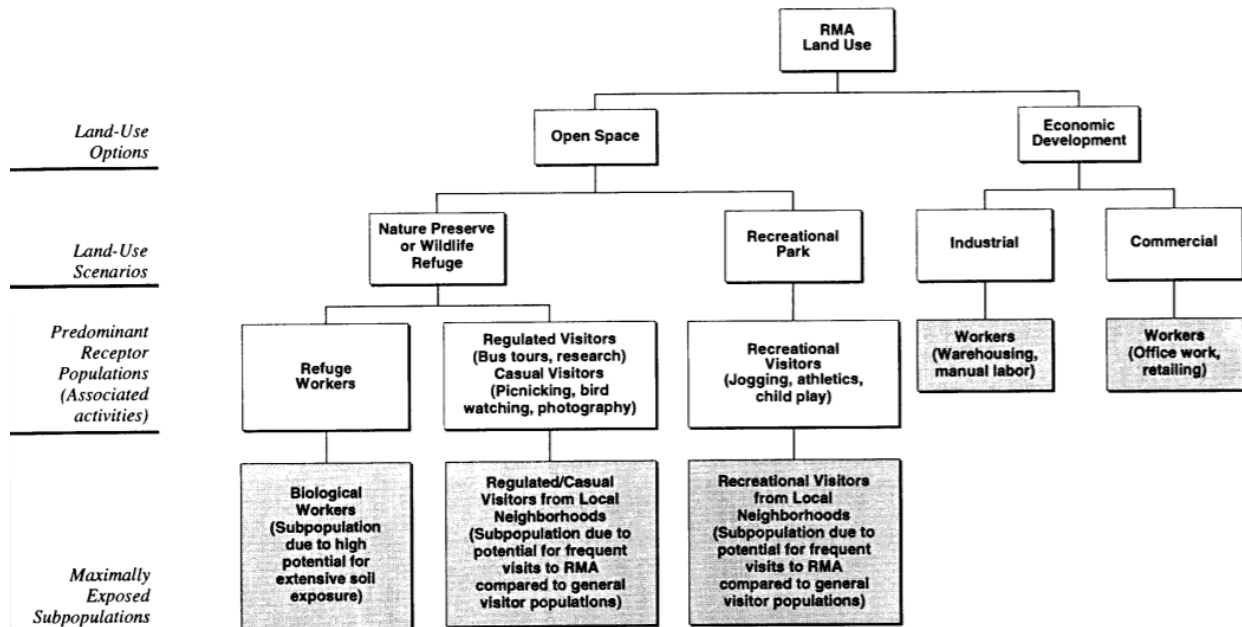 RMA
Land Use
Land-Use
Options
Open Space
Economic
Development
Land-Use
Scenarios
Nature Preserve
or Wildlife
Refuge
Recreational
Park
Industrial
Commercial
Predominant
Receptor
Populations
(Associated
activities)
Refuge
Workers
Regulated Visitors
(Bus tours, research)
Casual Visitors
(Picnicking, bird
watching, photography)
Recreational
Visitors
(Jogging, athletics,
child play)
Workers
(Warehousing,
manual labor)
Workers
(Office work,
retailing)
Maximally
Exposed
Subpopulations
Biological
Workers
(Subpopulation
due to high
potential for
extensive soil
exposure)
Regulated/Casual
Visitors from Local
Neighborhoods
(Subpopulation due to
potential for frequent
visits to RMA
compared to general
visitor populations)
Recreational Visitors
from Local
Neighborhoods
(Subpopulation due to
potential for frequent
visits to RMA
compared to general
visitor populations)